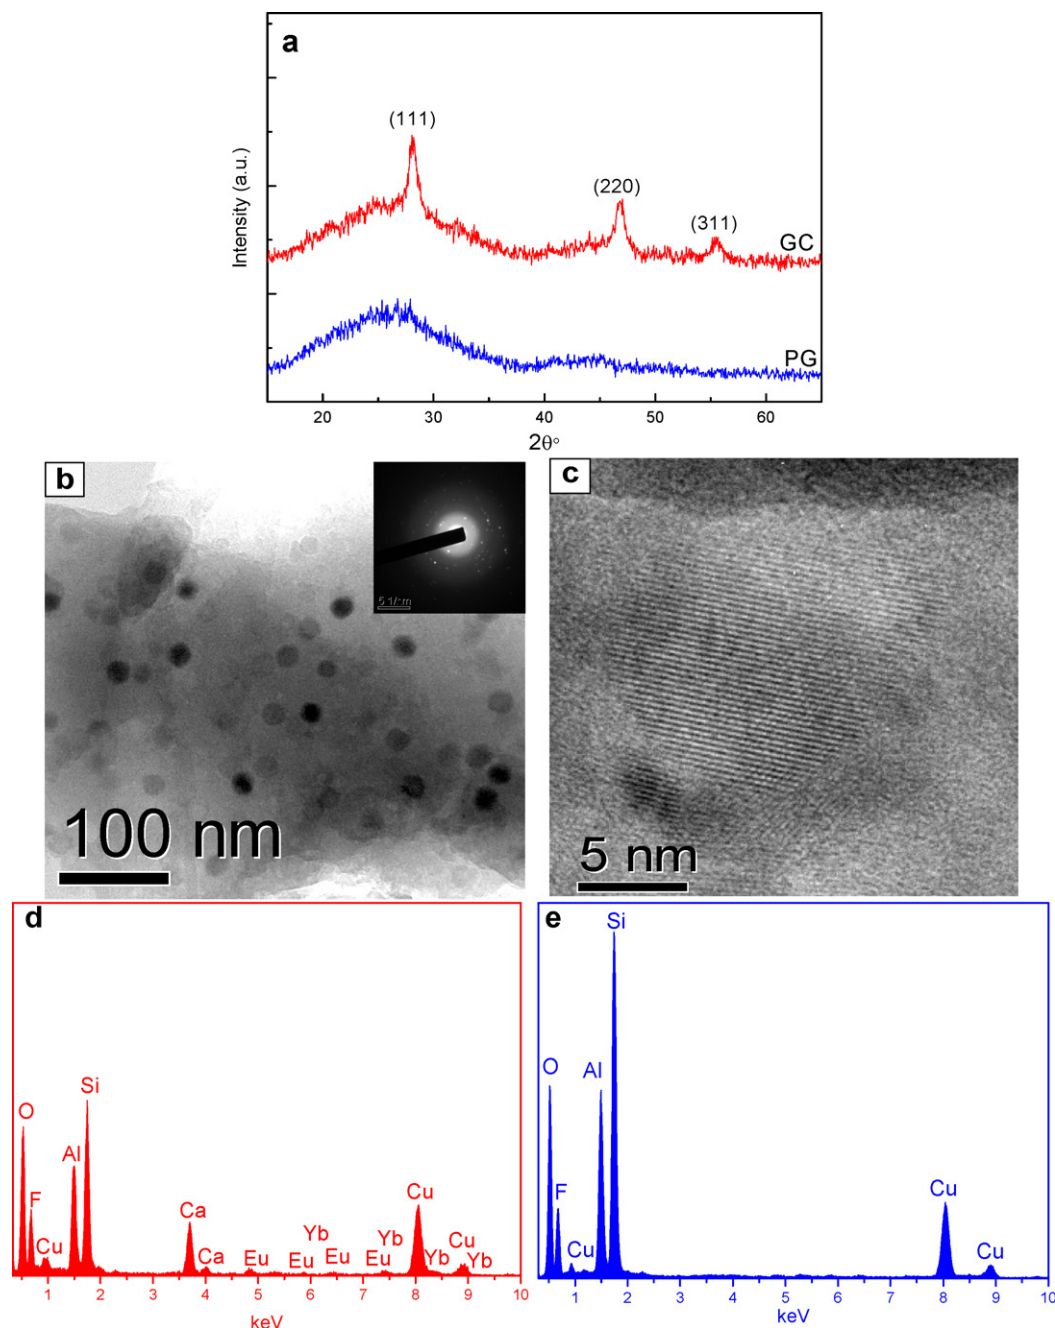 a
(111)
(220)
(311)
GC
PG
Intensity (a.u.)
20 30 40 50 60
2θ°
b
5 1/nm
100 nm
c
5 nm
d
O
F
Cu
Al
Si
Ca
Ca
Eu
Eu
Yb
Eu
Eu
Yb
Cu
Yb
Cu
Yb
1 2 3 4 5 6 7 8 9 10
keV
e
O
F
Cu
Al
Si
Cu
Cu
1 2 3 4 5 6 7 8 9 10
keV